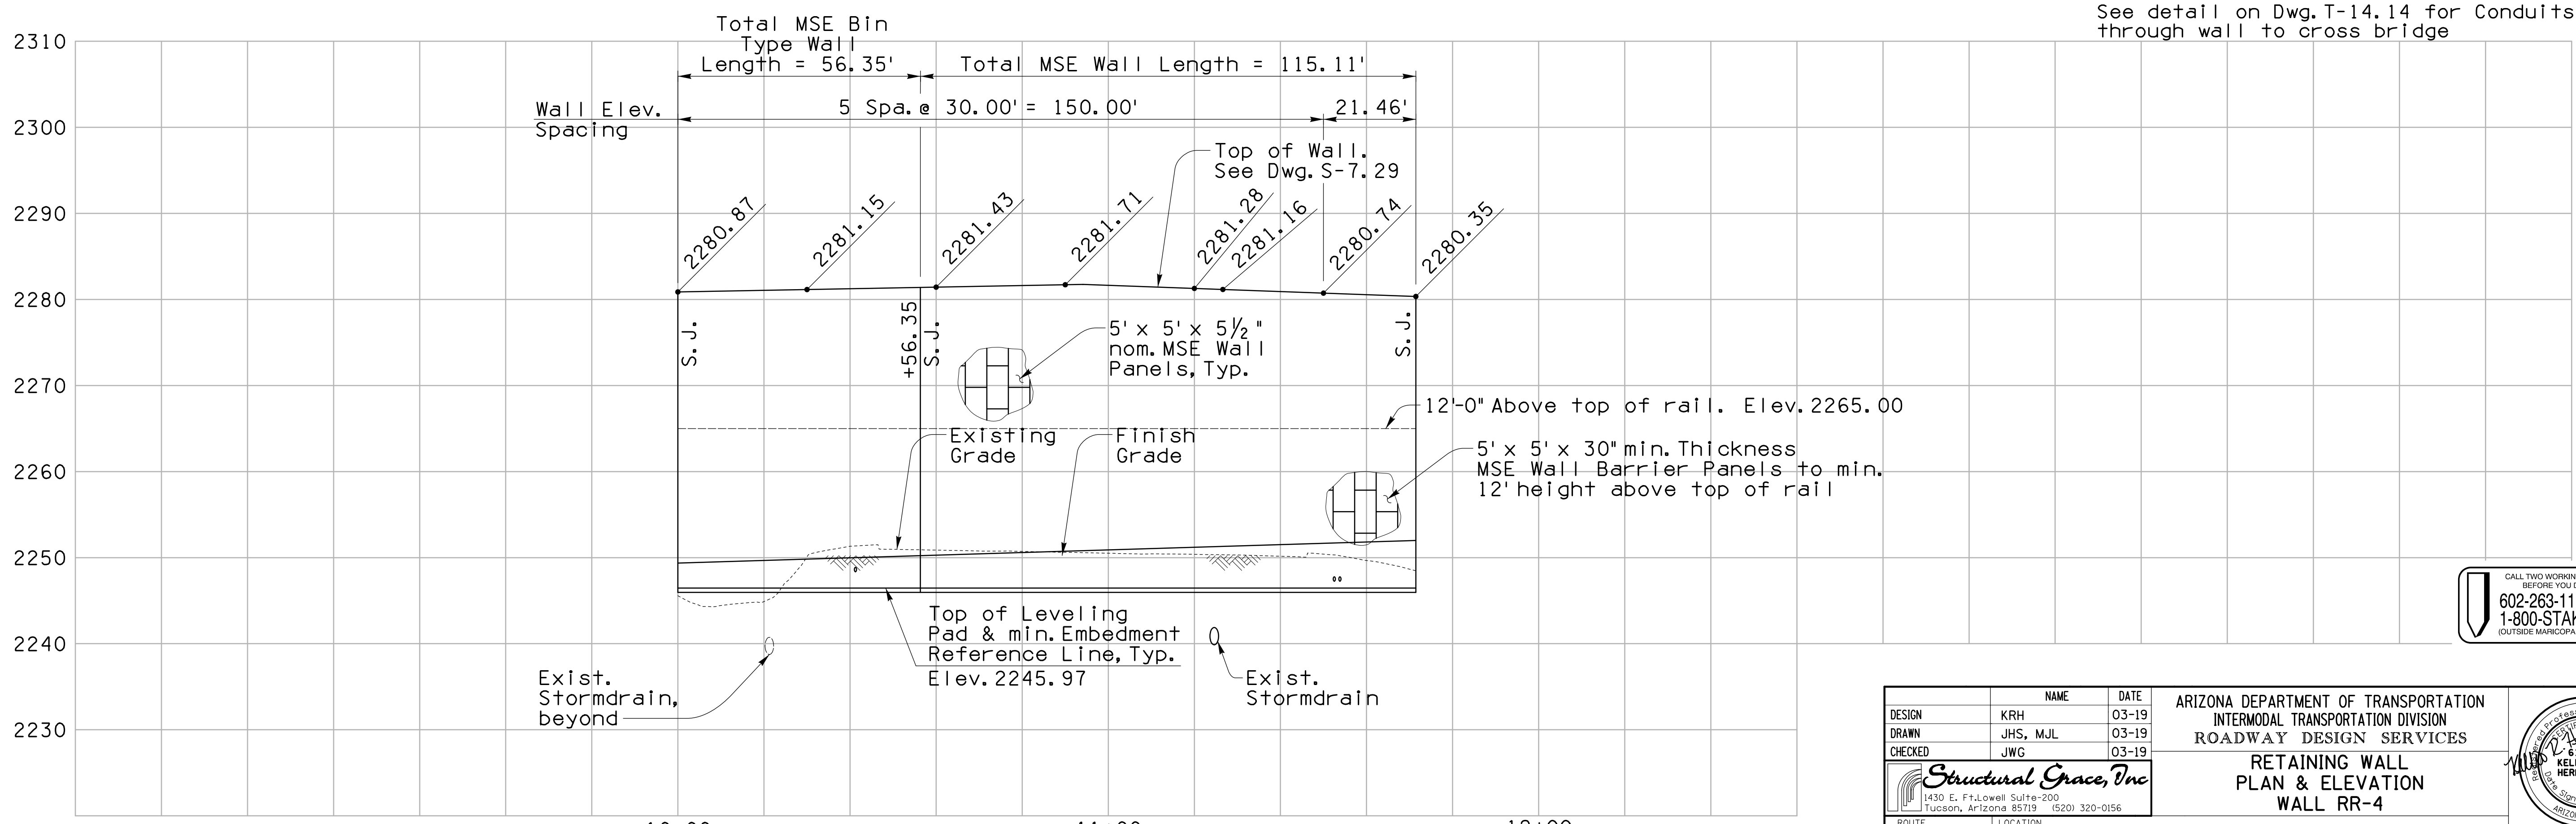 See detail on Dwg. T-14.14 for Conduits
through wall to cross bridge
Total MSE Bin
Type Wall
Length = 56.35'
Total MSE Wall Length = 115.11'
Wall Elev.
Spacing
5 Spa. @ 30.00' = 150.00'
21.46'
Top of Wall.
See Dwg. S-7.29
2310
2300
2290
2280
2270
2260
2250
2240
2230
2280.87
2281.15
2281.43
2281.71
2281.28
2281.16
2280.74
2280.35
S.J.
+56.35
S.J.
S.J.
5' x 5' x 5½"
nom. MSE Wall
Panels, Typ.
12'-0" Above top of rail. Elev. 2265.00
Existing
Grade
Finish
Grade
5' x 5' x 30" min. Thickness
MSE Wall Barrier Panels to min.
12' height above top of rail
Top of Leveling
Pad & min. Embedment
Reference Line, Typ.
Elev. 2245.97
Exist.
Stormdrain,
beyond
Exist.
Stormdrain
CALL TWO WORKIN
BEFORE YOU D
602-263-11
1-800-STA
(OUTSIDE MARICOPA
NAME DATE
DESIGN KRH 03-19
DRAWN JHS, MJL 03-19
CHECKED JWG 03-19
Structural Grace, Inc
1430 E. Ft.Lowell Suite-200
Tucson, Arizona 85719 (520) 320-0156
ARIZONA DEPARTMENT OF TRANSPORTATION
INTERMODAL TRANSPORTATION DIVISION
ROADWAY DESIGN SERVICES
RETAINING WALL
PLAN & ELEVATION
WALL RR-4
ROUTE LOCATION